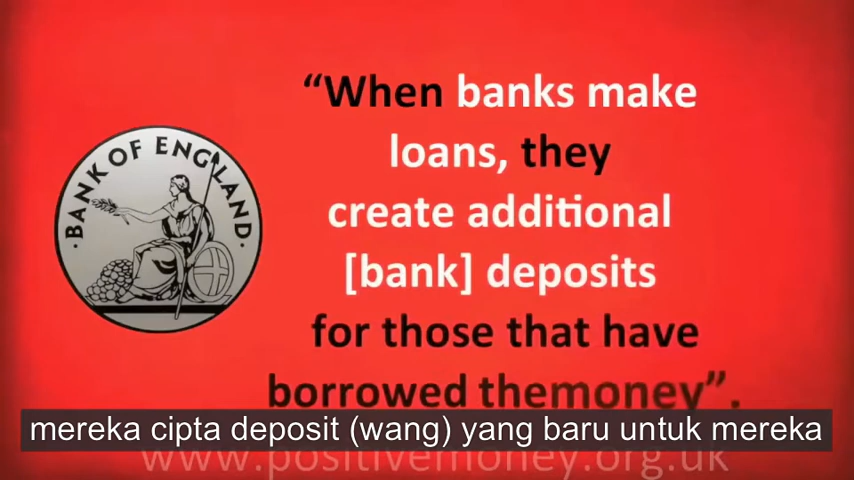 BANK OF ENGLAND
“When banks make
loans, they
create additional
[bank] deposits
for those that have
borrowed themoney”.
mereka cipta deposit (wang) yang baru untuk mereka
www.positivemoney.org.uk